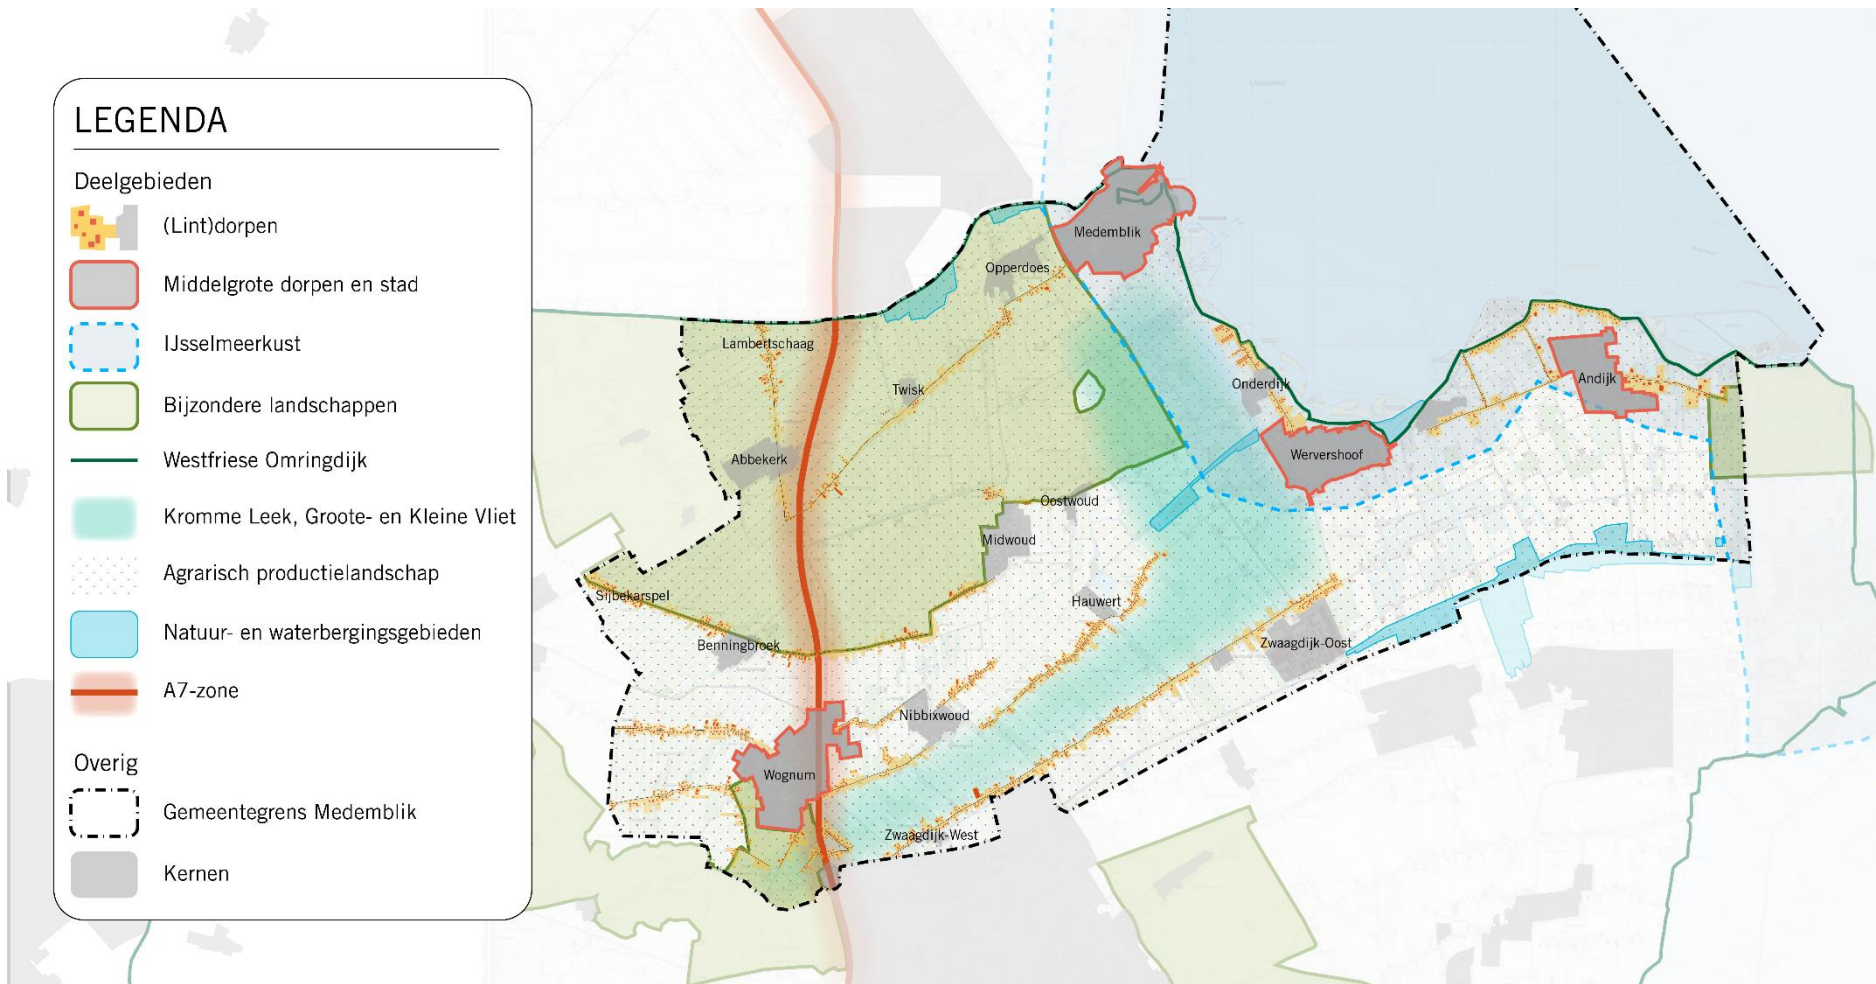 LEGENDA
Deelgebieden
(Lint)dorpen
Middelgrote dorpen en stad
IJsselmeerkust
Bijzondere landschappen
Westfriese Omringdijk
Kromme Leek, Groote- en Kleine Vliet
Agrarisch productielandschap
Natuur- en waterbergingsgebieden
A7-zone
Overig
Gemeentegrens Medemblik
Kernen
Medemblik
Opperdoes
Lambertschaag
Twisk
Onderdijk
Andijk
Abbekerk
Wervershoof
Oostwoud
Midwoud
Sijbekarspel
Hauwert
Benningbroek
Zwaagdijk-Oost
Nibbixwoud
Wognum
Zwaagdijk-West